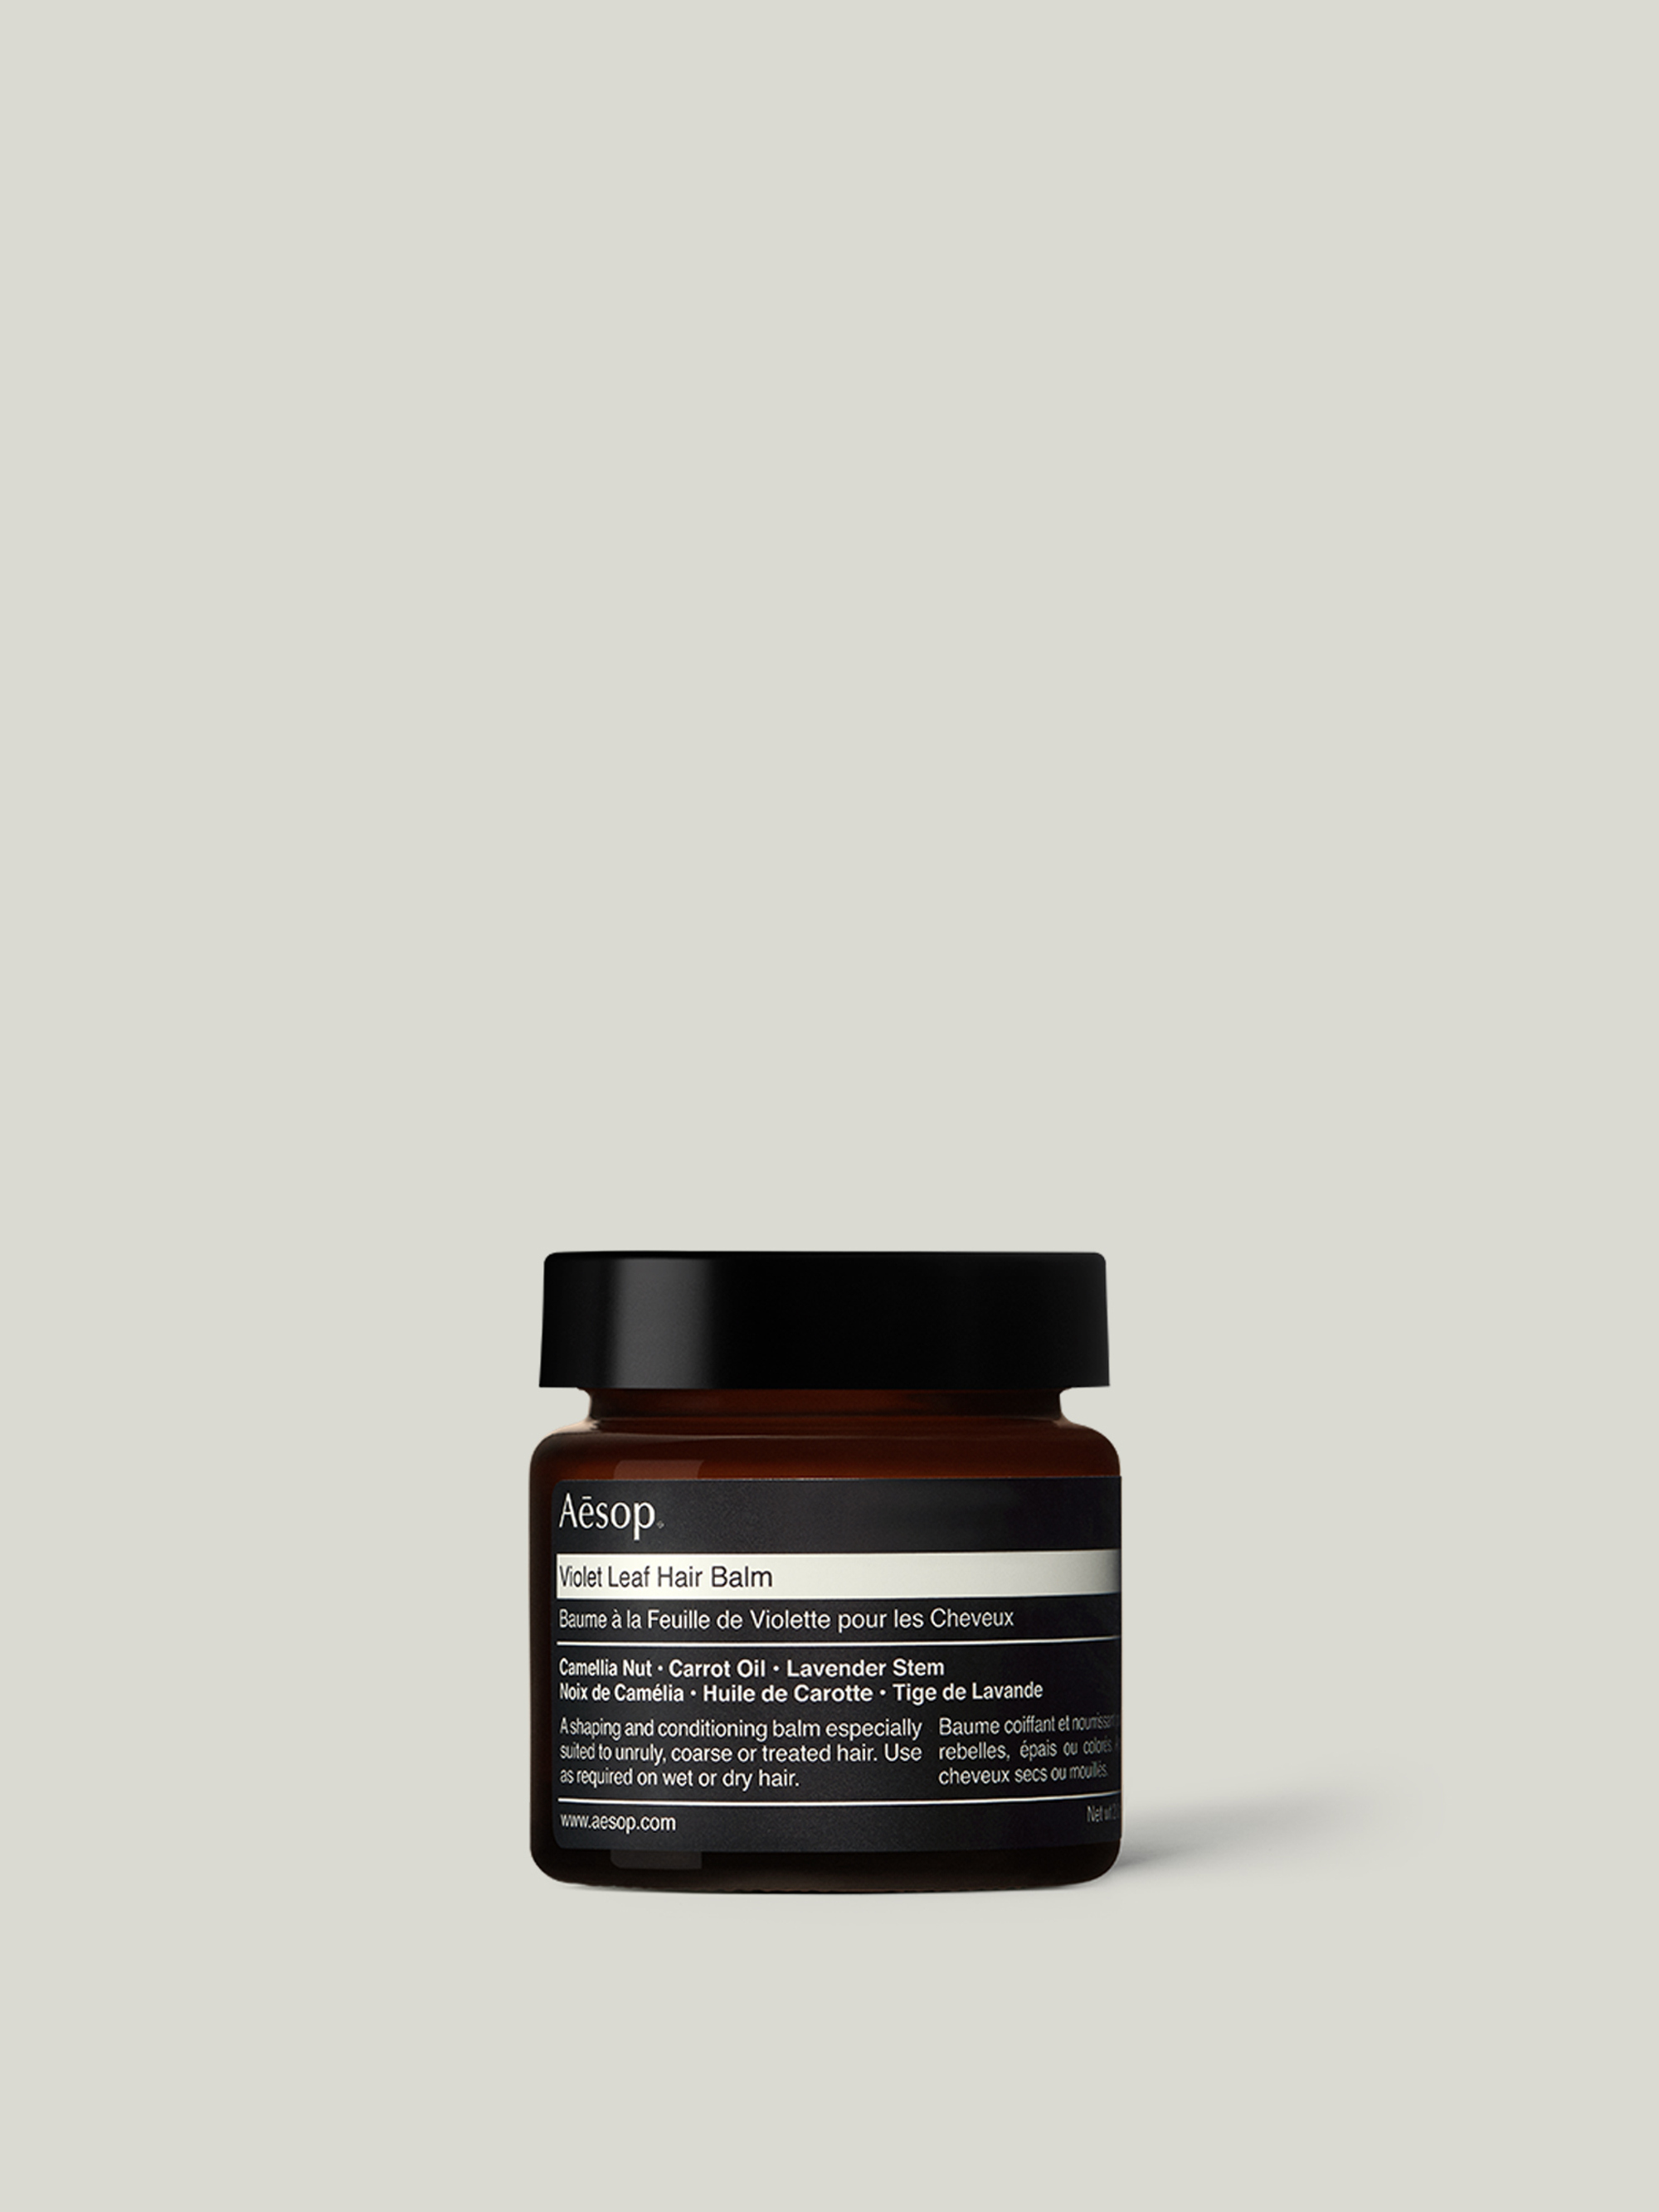 Aēsop.
Violet Leaf Hair Balm
Baume à la Feuille de Violette pour les Cheveux
Camellia Nut • Carrot Oil • Lavender Stem
Noix de Camélia • Huile de Carotte • Tige de Lavande
A shaping and conditioning balm especially
suited to unruly, coarse or treated hair. Use
as required on wet or dry hair.
Baume coiffant et
rebelles, épais ou colorés.
cheveux secs ou mouillés.
www.aesop.com
Net wt